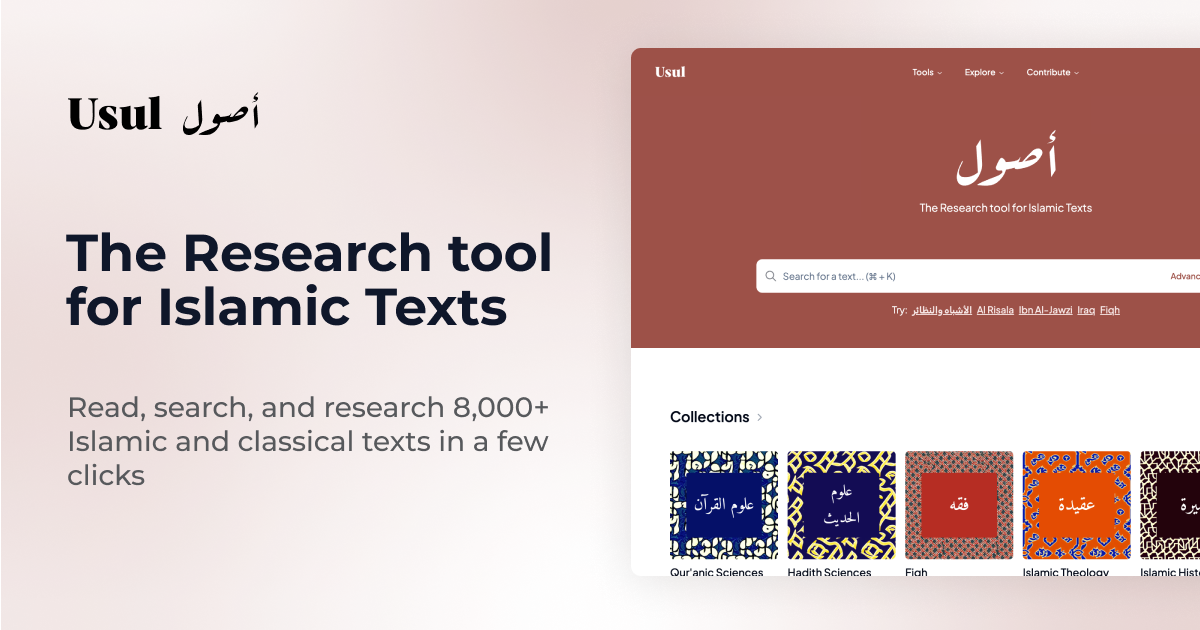 Usul أصول
The Research tool
for Islamic Texts
Read, search, and research 8,000+
Islamic and classical texts in a few
clicks
Usul
Tools
Explore
Contribute
أصول
The Research tool for Islamic Texts
Search for a text... (⌘ + K)
Advanc
Try: الأشباه والنظائر Al Risala Ibn Al-Jawzi Iraq Fiqh
Collections
علوم القرآن
علوم
الحديث
فقه
عقيدة
يرة
Qur'anic Sciences
Hadith Sciences
Fiqh
Islamic Theology
Islamic Histo